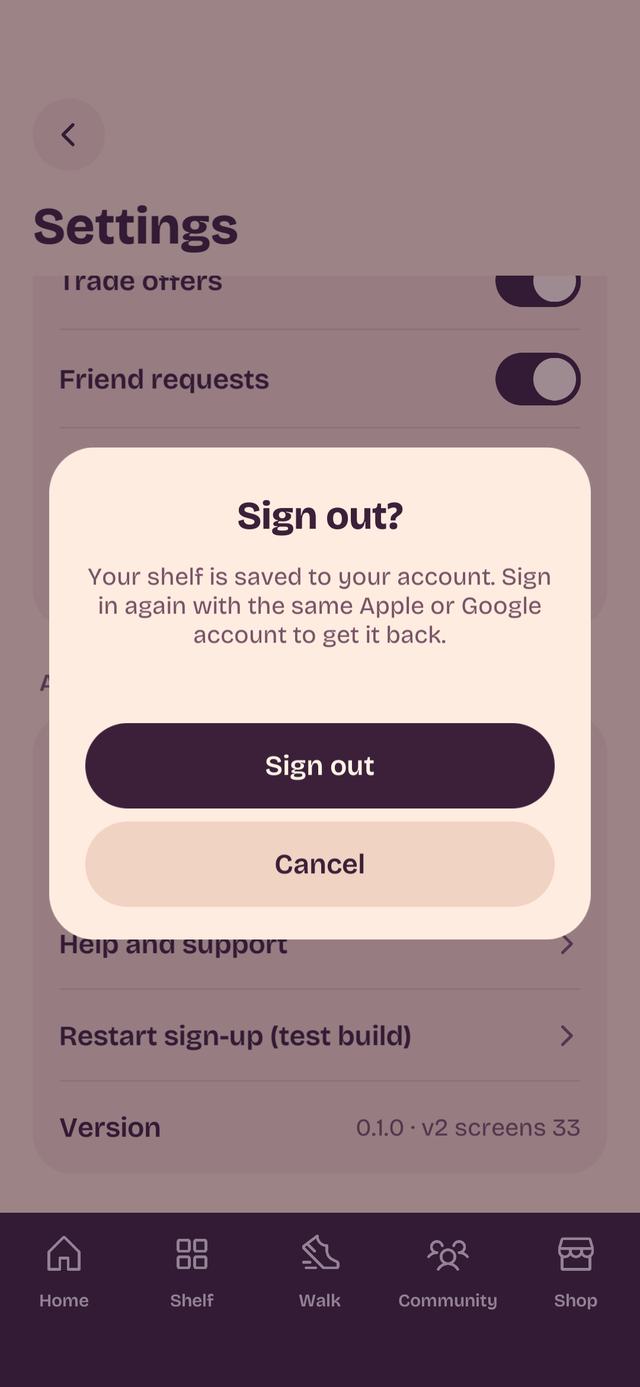 Settings
Trade offers
Friend requests
Sign out?
Your shelf is saved to your account. Sign
in again with the same Apple or Google
account to get it back.
Sign out
Cancel
Help and support
Restart sign-up (test build)
Version 0.1.0 · v2 screens 33
Home Shelf Walk Community Shop